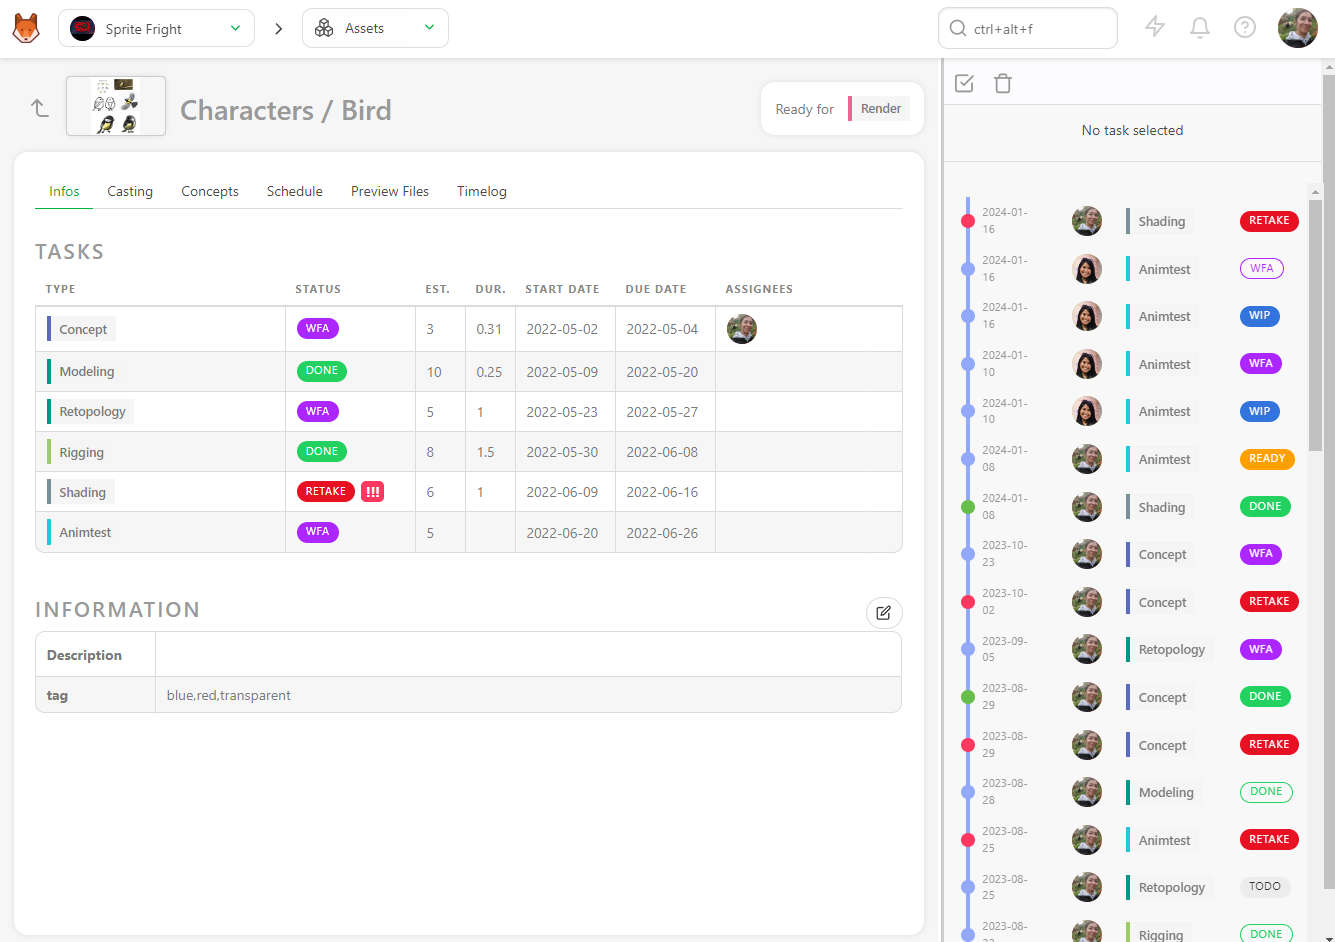 Sprite Fright
Assets
ctrl+alt+f
Characters / Bird
Ready for Render
No task selected
Infos Casting Concepts Schedule Preview Files Timelog
TASKS
TYPE STATUS EST. DUR. START DATE DUE DATE ASSIGNEES
Concept WFA 3 0.31 2022-05-02 2022-05-04
Modeling DONE 10 0.25 2022-05-09 2022-05-20
Retopology WFA 5 1 2022-05-23 2022-05-27
Rigging DONE 8 1.5 2022-05-30 2022-06-08
Shading RETAKE !!! 6 1 2022-06-09 2022-06-16
Animtest WFA 5 2022-06-20 2022-06-26
INFORMATION
Description
tag blue,red,transparent
2024-01-
16 Shading RETAKE
2024-01-
16 Animtest WFA
2024-01-
16 Animtest WIP
2024-01-
10 Animtest WFA
2024-01-
10 Animtest WIP
2024-01-
08 Animtest READY
2024-01-
08 Shading DONE
2023-10-
23 Concept WFA
2023-10-
02 Concept RETAKE
2023-09-
05 Retopology WFA
2023-08-
29 Concept DONE
2023-08-
29 Concept RETAKE
2023-08-
28 Modeling DONE
2023-08-
25 Animtest RETAKE
2023-08-
25 Retopology TODO
2023-08-
Rigging DONE